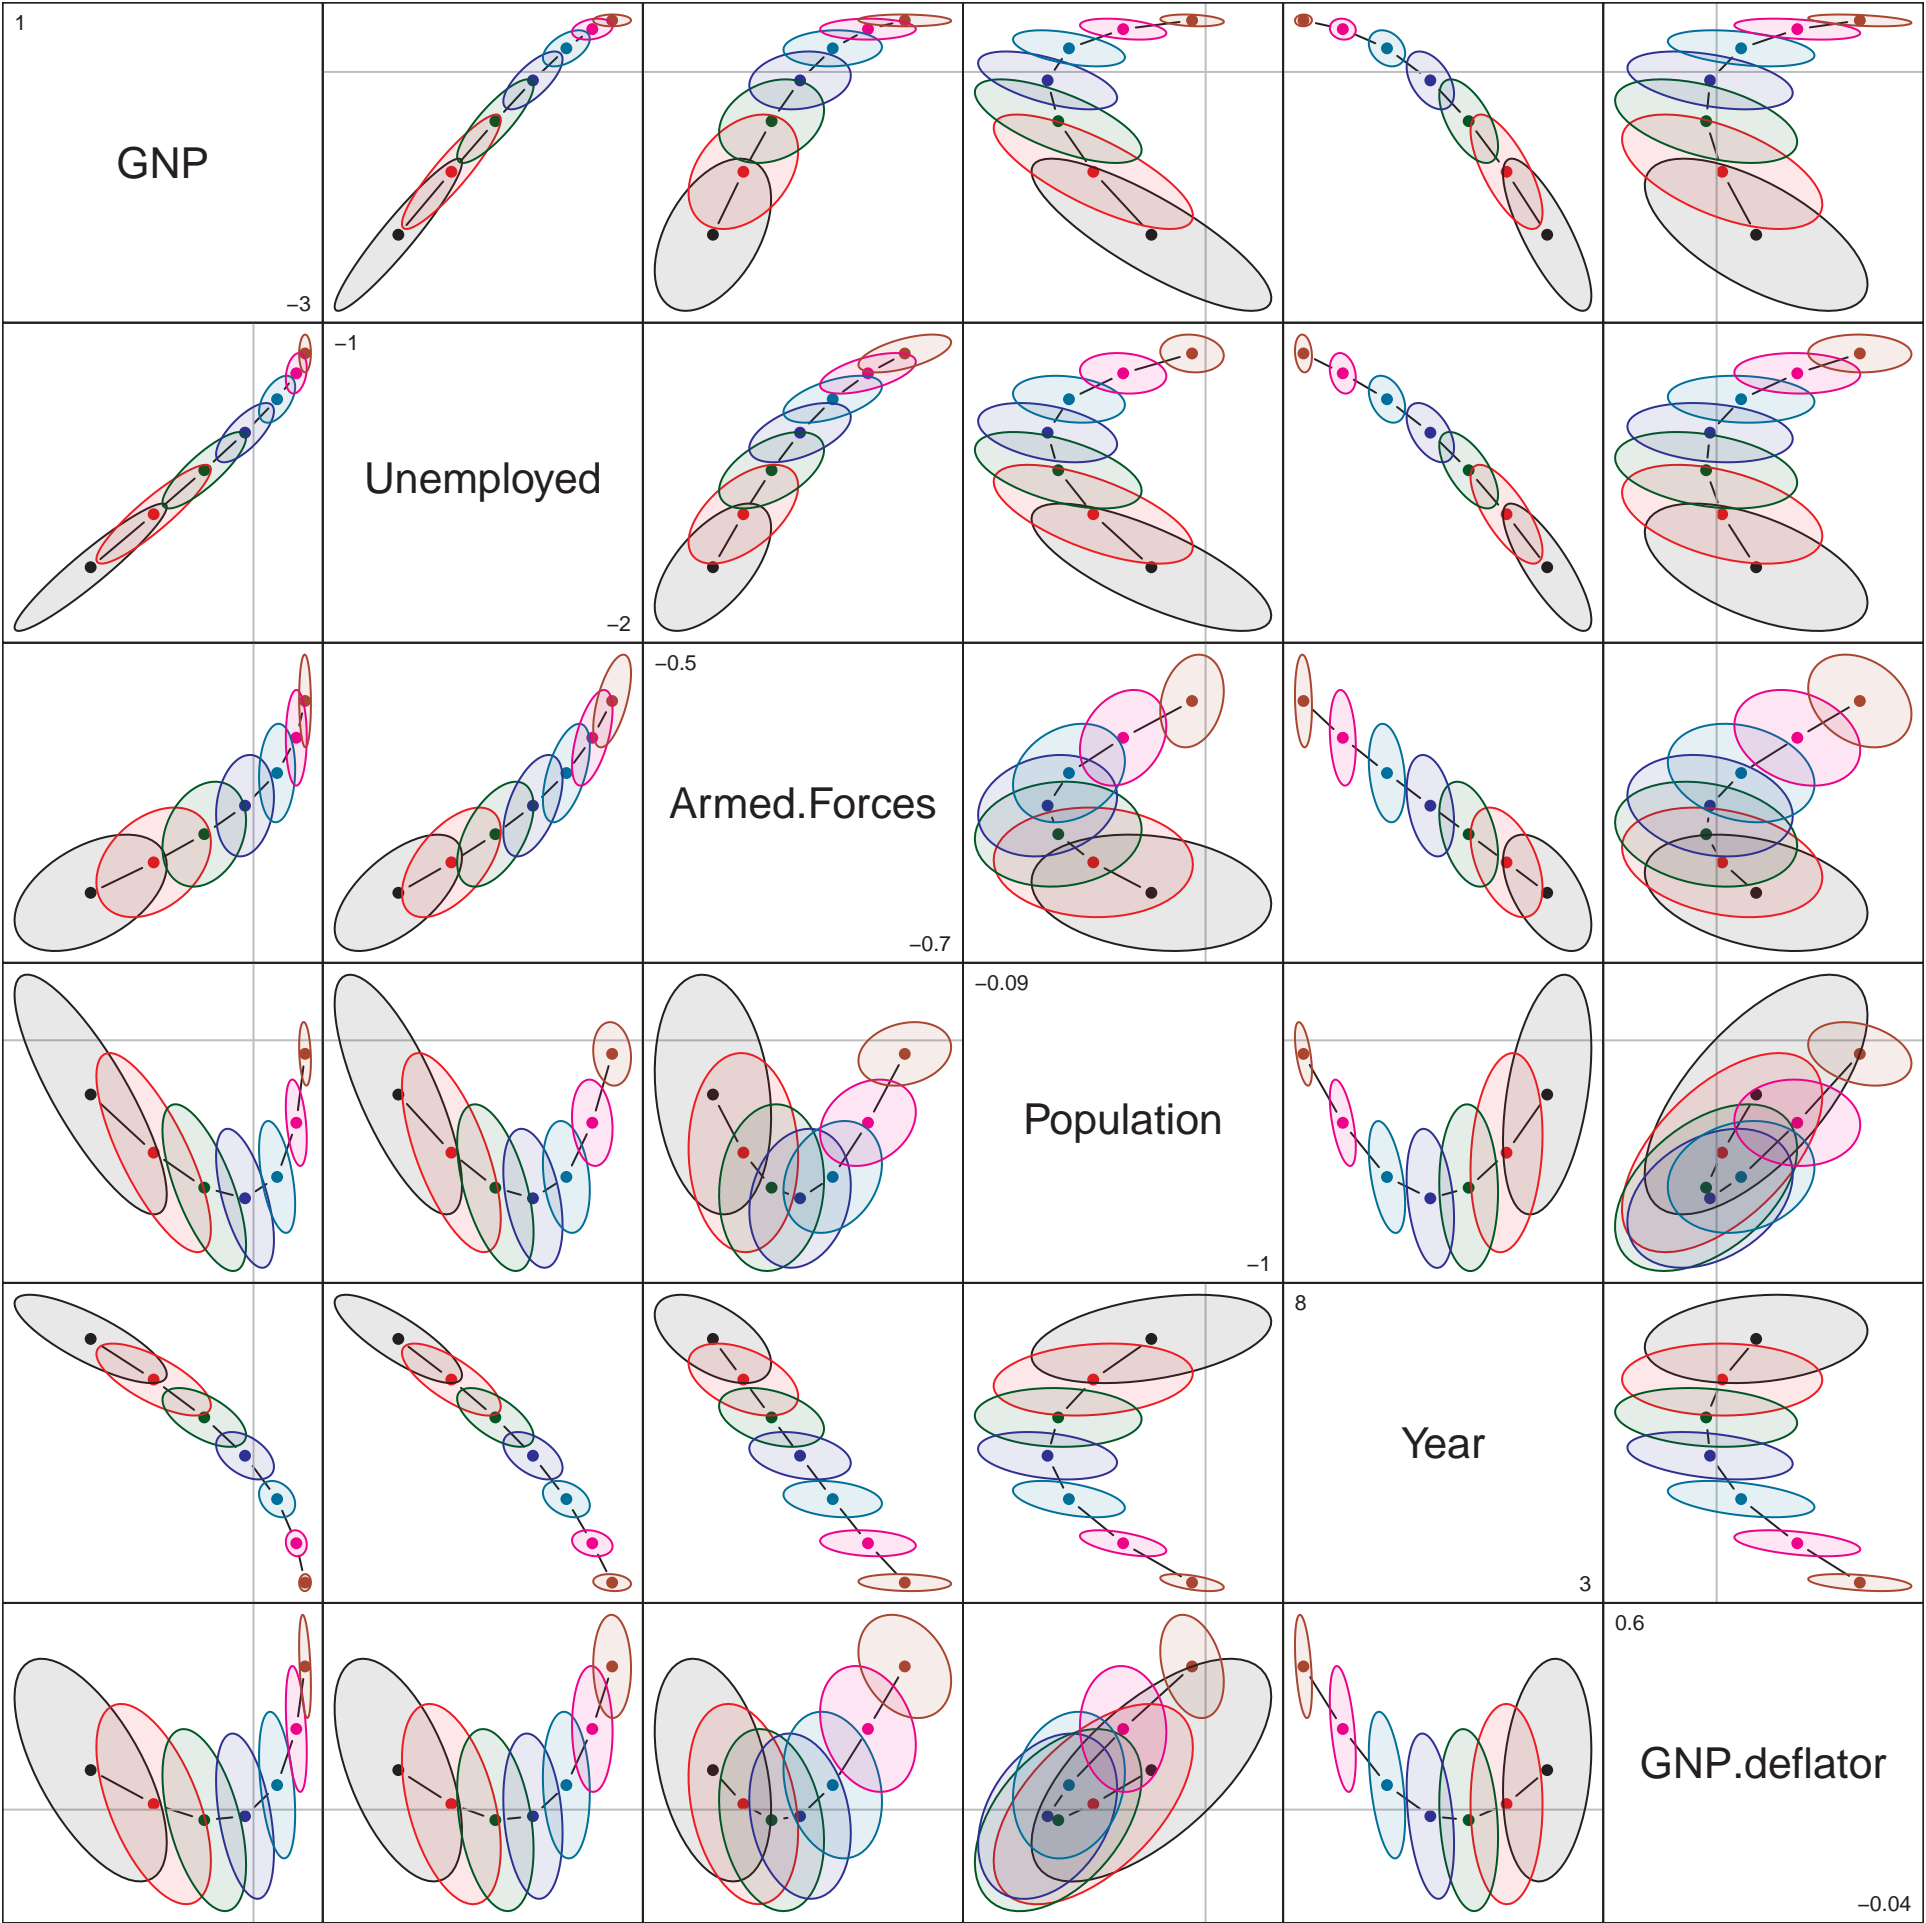 1
GNP
−3
−1
Unemployed
−2
−0.5
Armed.Forces
−0.7
−0.09
Population
−1
8
Year
3
0.6
GNP.deflator
−0.04